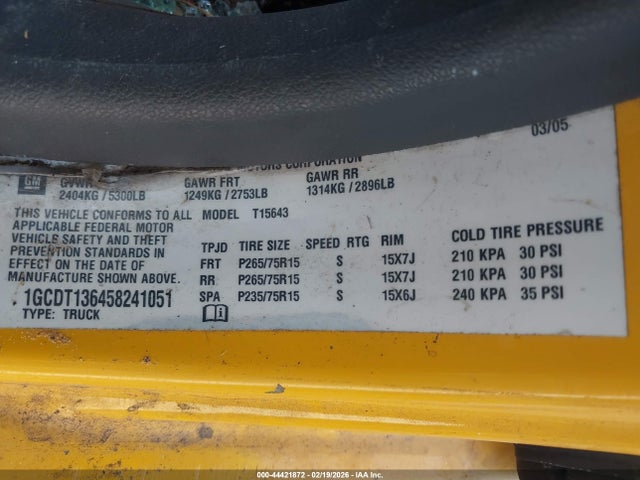 03/05
CORPORATION
GM
GVWR GAWR FRT GAWR RR
2404KG / 5300LB 1249KG / 2753LB 1314KG / 2896LB
THIS VEHICLE CONFORMS TO ALL MODEL T15643
APPLICABLE FEDERAL MOTOR
VEHICLE SAFETY AND THEFT
PREVENTION STANDARDS IN
EFFECT ON THE DATE OF
MANUFACTURE SHOWN ABOVE.
1GCDT136458241051
TYPE: TRUCK
TPJD TIRE SIZE SPEED RTG RIM COLD TIRE PRESSURE
FRT P265/75R15 S 15X7J 210 KPA 30 PSI
RR P265/75R15 S 15X7J 210 KPA 30 PSI
SPA P235/75R15 S 15X6J 240 KPA 35 PSI
000-44421872 - 02/19/2026 - COPYRIGHT IAA